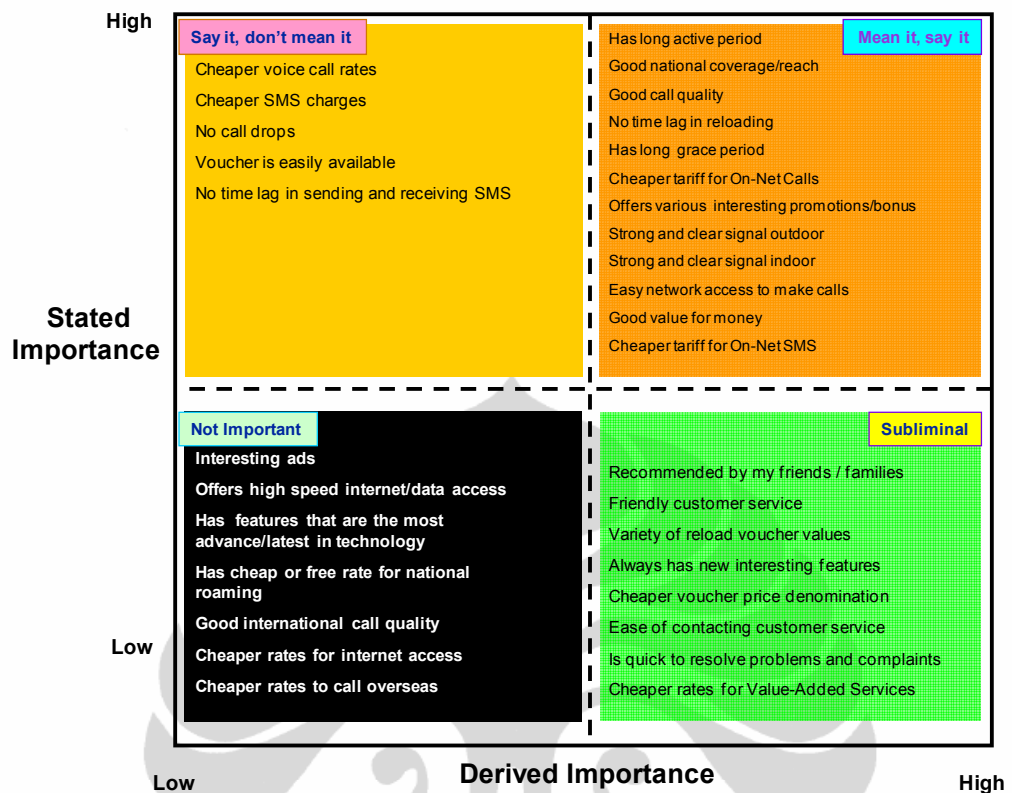 High
Say it, don't mean it
Cheaper voice call rates
Cheaper SMS charges
No call drops
Voucher is easily available
No time lag in sending and receiving SMS
Mean it, say it
Has long active period
Good national coverage/reach
Good call quality
No time lag in reloading
Has long grace period
Cheaper tariff for On-Net Calls
Offers various interesting promotions/bonus
Strong and clear signal outdoor
Strong and clear signal indoor
Easy network access to make calls
Good value for money
Cheaper tariff for On-Net SMS
Stated
Importance
Not Important
Interesting ads
Offers high speed internet/data access
Has features that are the most
advance/latest in technology
Has cheap or free rate for national
roaming
Good international call quality
Cheaper rates for internet access
Cheaper rates to call overseas
Subliminal
Recommended by my friends / families
Friendly customer service
Variety of reload voucher values
Always has new interesting features
Cheaper voucher price denomination
Ease of contacting customer service
Is quick to resolve problems and complaints
Cheaper rates for Value-Added Services
Low
Low
Derived Importance
High